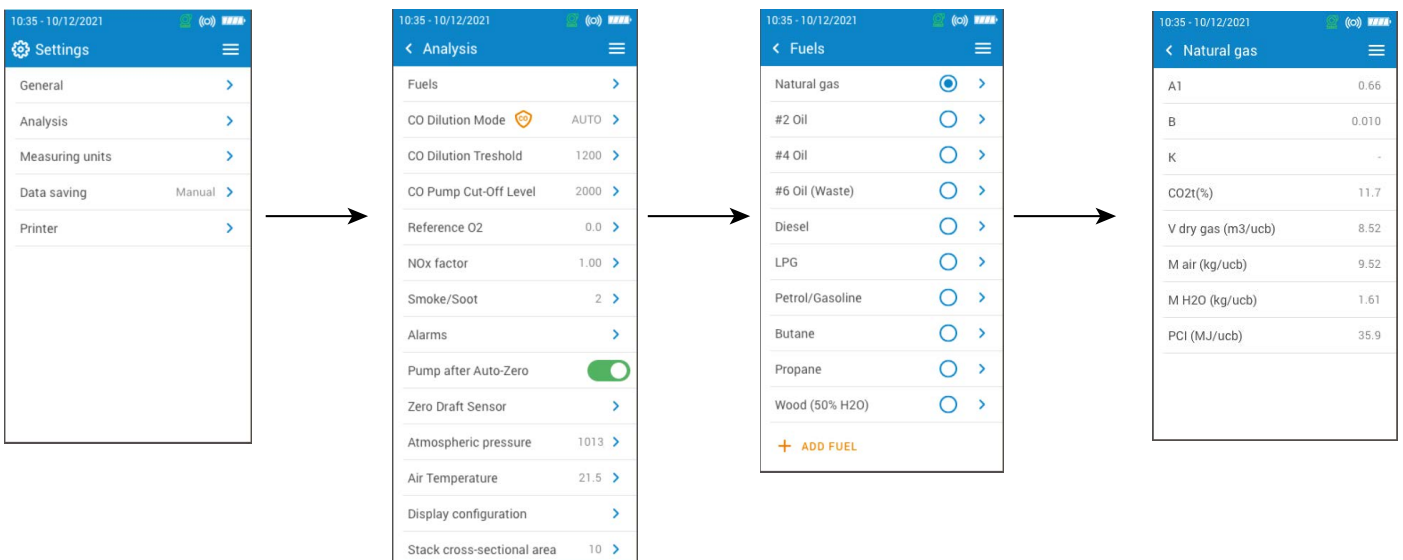 10:35 - 10/12/2021
Settings
General
Analysis
Measuring units
Data saving Manual
Printer
10:35 - 10/12/2021
Analysis
Fuels
CO Dilution Mode CO AUTO
CO Dilution Treshold 1200
CO Pump Cut-Off Level 2000
Reference O2 0.0
NOx factor 1.00
Smoke/Soot 2
Alarms
Pump after Auto-Zero
Zero Draft Sensor
Atmospheric pressure 1013
Air Temperature 21.5
Display configuration
Stack cross-sectional area 10
10:35 - 10/12/2021
Fuels
Natural gas
#2 Oil
#4 Oil
#6 Oil (Waste)
Diesel
LPG
Petrol/Gasoline
Butane
Propane
Wood (50% H2O)
+ ADD FUEL
10:35 - 10/12/2021
Natural gas
A1 0.66
B 0.010
K -
CO2t(%) 11.7
V dry gas (m3/ucb) 8.52
M air (kg/ucb) 9.52
M H2O (kg/ucb) 1.61
PCI (MJ/ucb) 35.9